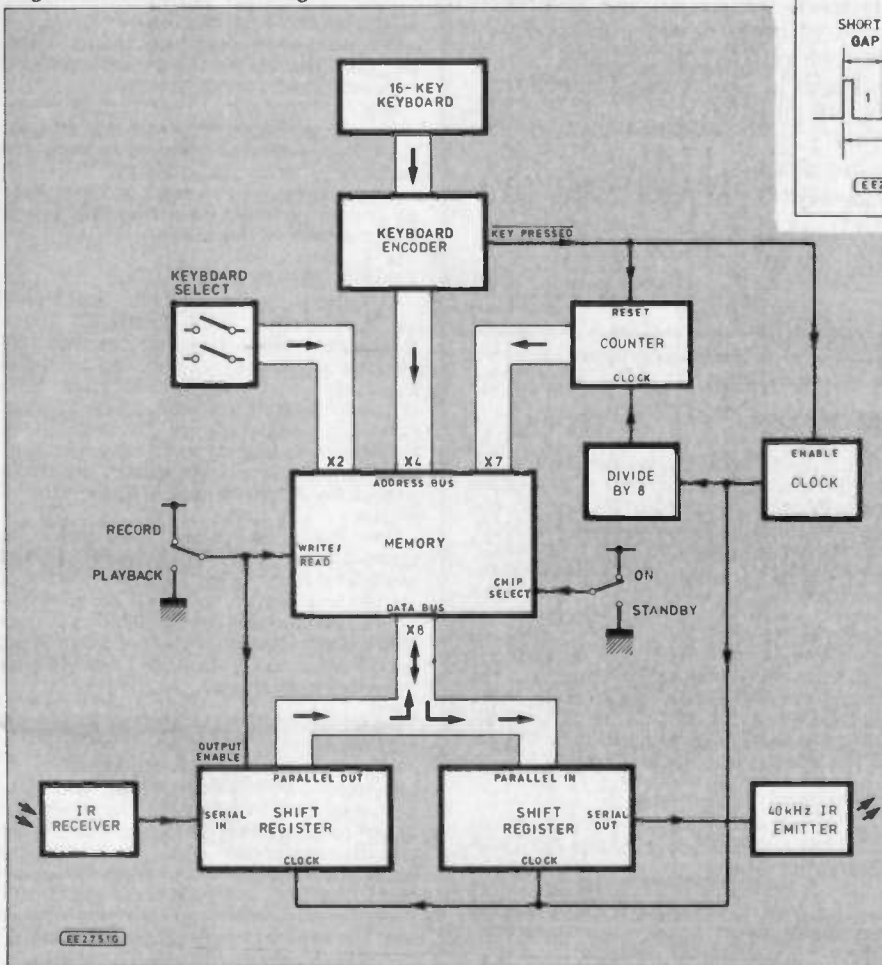 SHORT
GAP
1
EE2
16-KEY
KEYBOARD
KEYBOARD
ENCODER
KEY PRESSED
KEYBOARD
SELECT
RESET
COUNTER
CLOCK
X2
X4
X7
ADDRESS BUS
DIVIDE
BY 8
ENABLE
CLOCK
RECORD
PLAYBACK
WRITE/
READ
MEMORY
CHIP
SELECT
ON
STANDBY
DATA BUS
X8
OUTPUT
ENABLE
PARALLEL OUT
PARALLEL IN
IR
RECEIVER
SERIAL
IN
SHIFT
REGISTER
CLOCK
SHIFT
REGISTER
SERIAL
OUT
CLOCK
40kHz IR
EMITTER
EE2751G